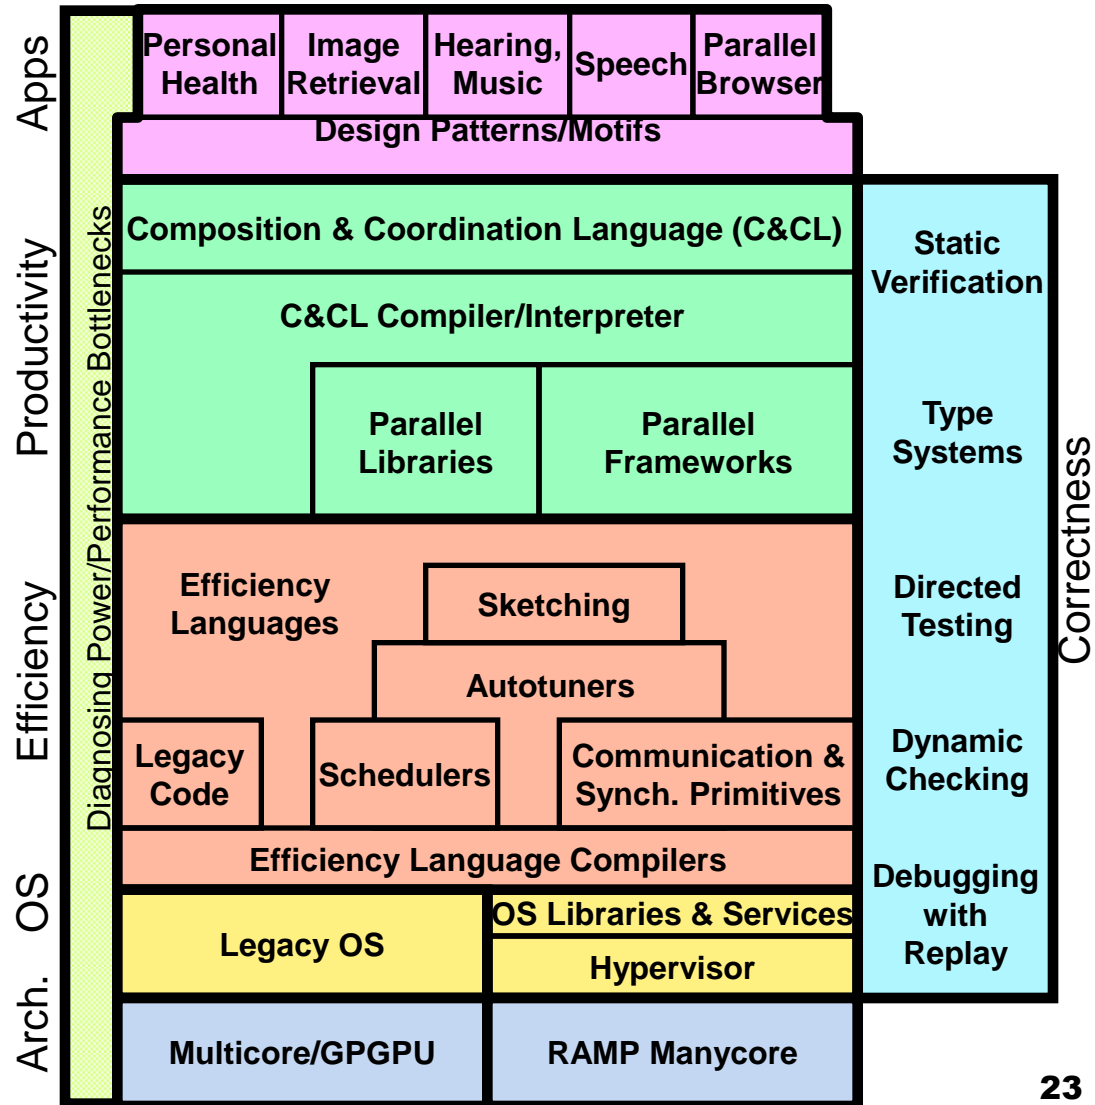 Apps
Personal
Health
Image
Retrieval
Hearing,
Music
Speech
Parallel
Browser
Design Patterns/Motifs
Productivity
Composition & Coordination Language (C&CL)
C&CL Compiler/Interpreter
Parallel
Libraries
Parallel
Frameworks
Efficiency
Efficiency
Languages
Sketching
Autotuners
Legacy
Code
Schedulers
Communication &
Synch. Primitives
Efficiency Language Compilers
OS
Legacy OS
OS Libraries & Services
Hypervisor
Arch.
Multicore/GPGPU
RAMP Manycore
Diagnosing Power/Performance Bottlenecks
Static
Verification
Type
Systems
Directed
Testing
Dynamic
Checking
Debugging
with
Replay
Correctness
23